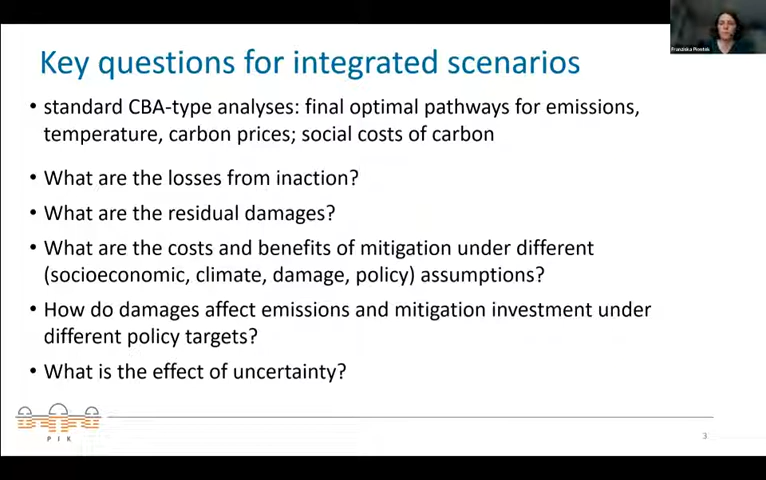 Franziska Piontek
Key questions for integrated scenarios
• standard CBA-type analyses: final optimal pathways for emissions,
temperature, carbon prices; social costs of carbon
• What are the losses from inaction?
• What are the residual damages?
• What are the costs and benefits of mitigation under different
(socioeconomic, climate, damage, policy) assumptions?
• How do damages affect emissions and mitigation investment under
different policy targets?
• What is the effect of uncertainty?
P I K
3